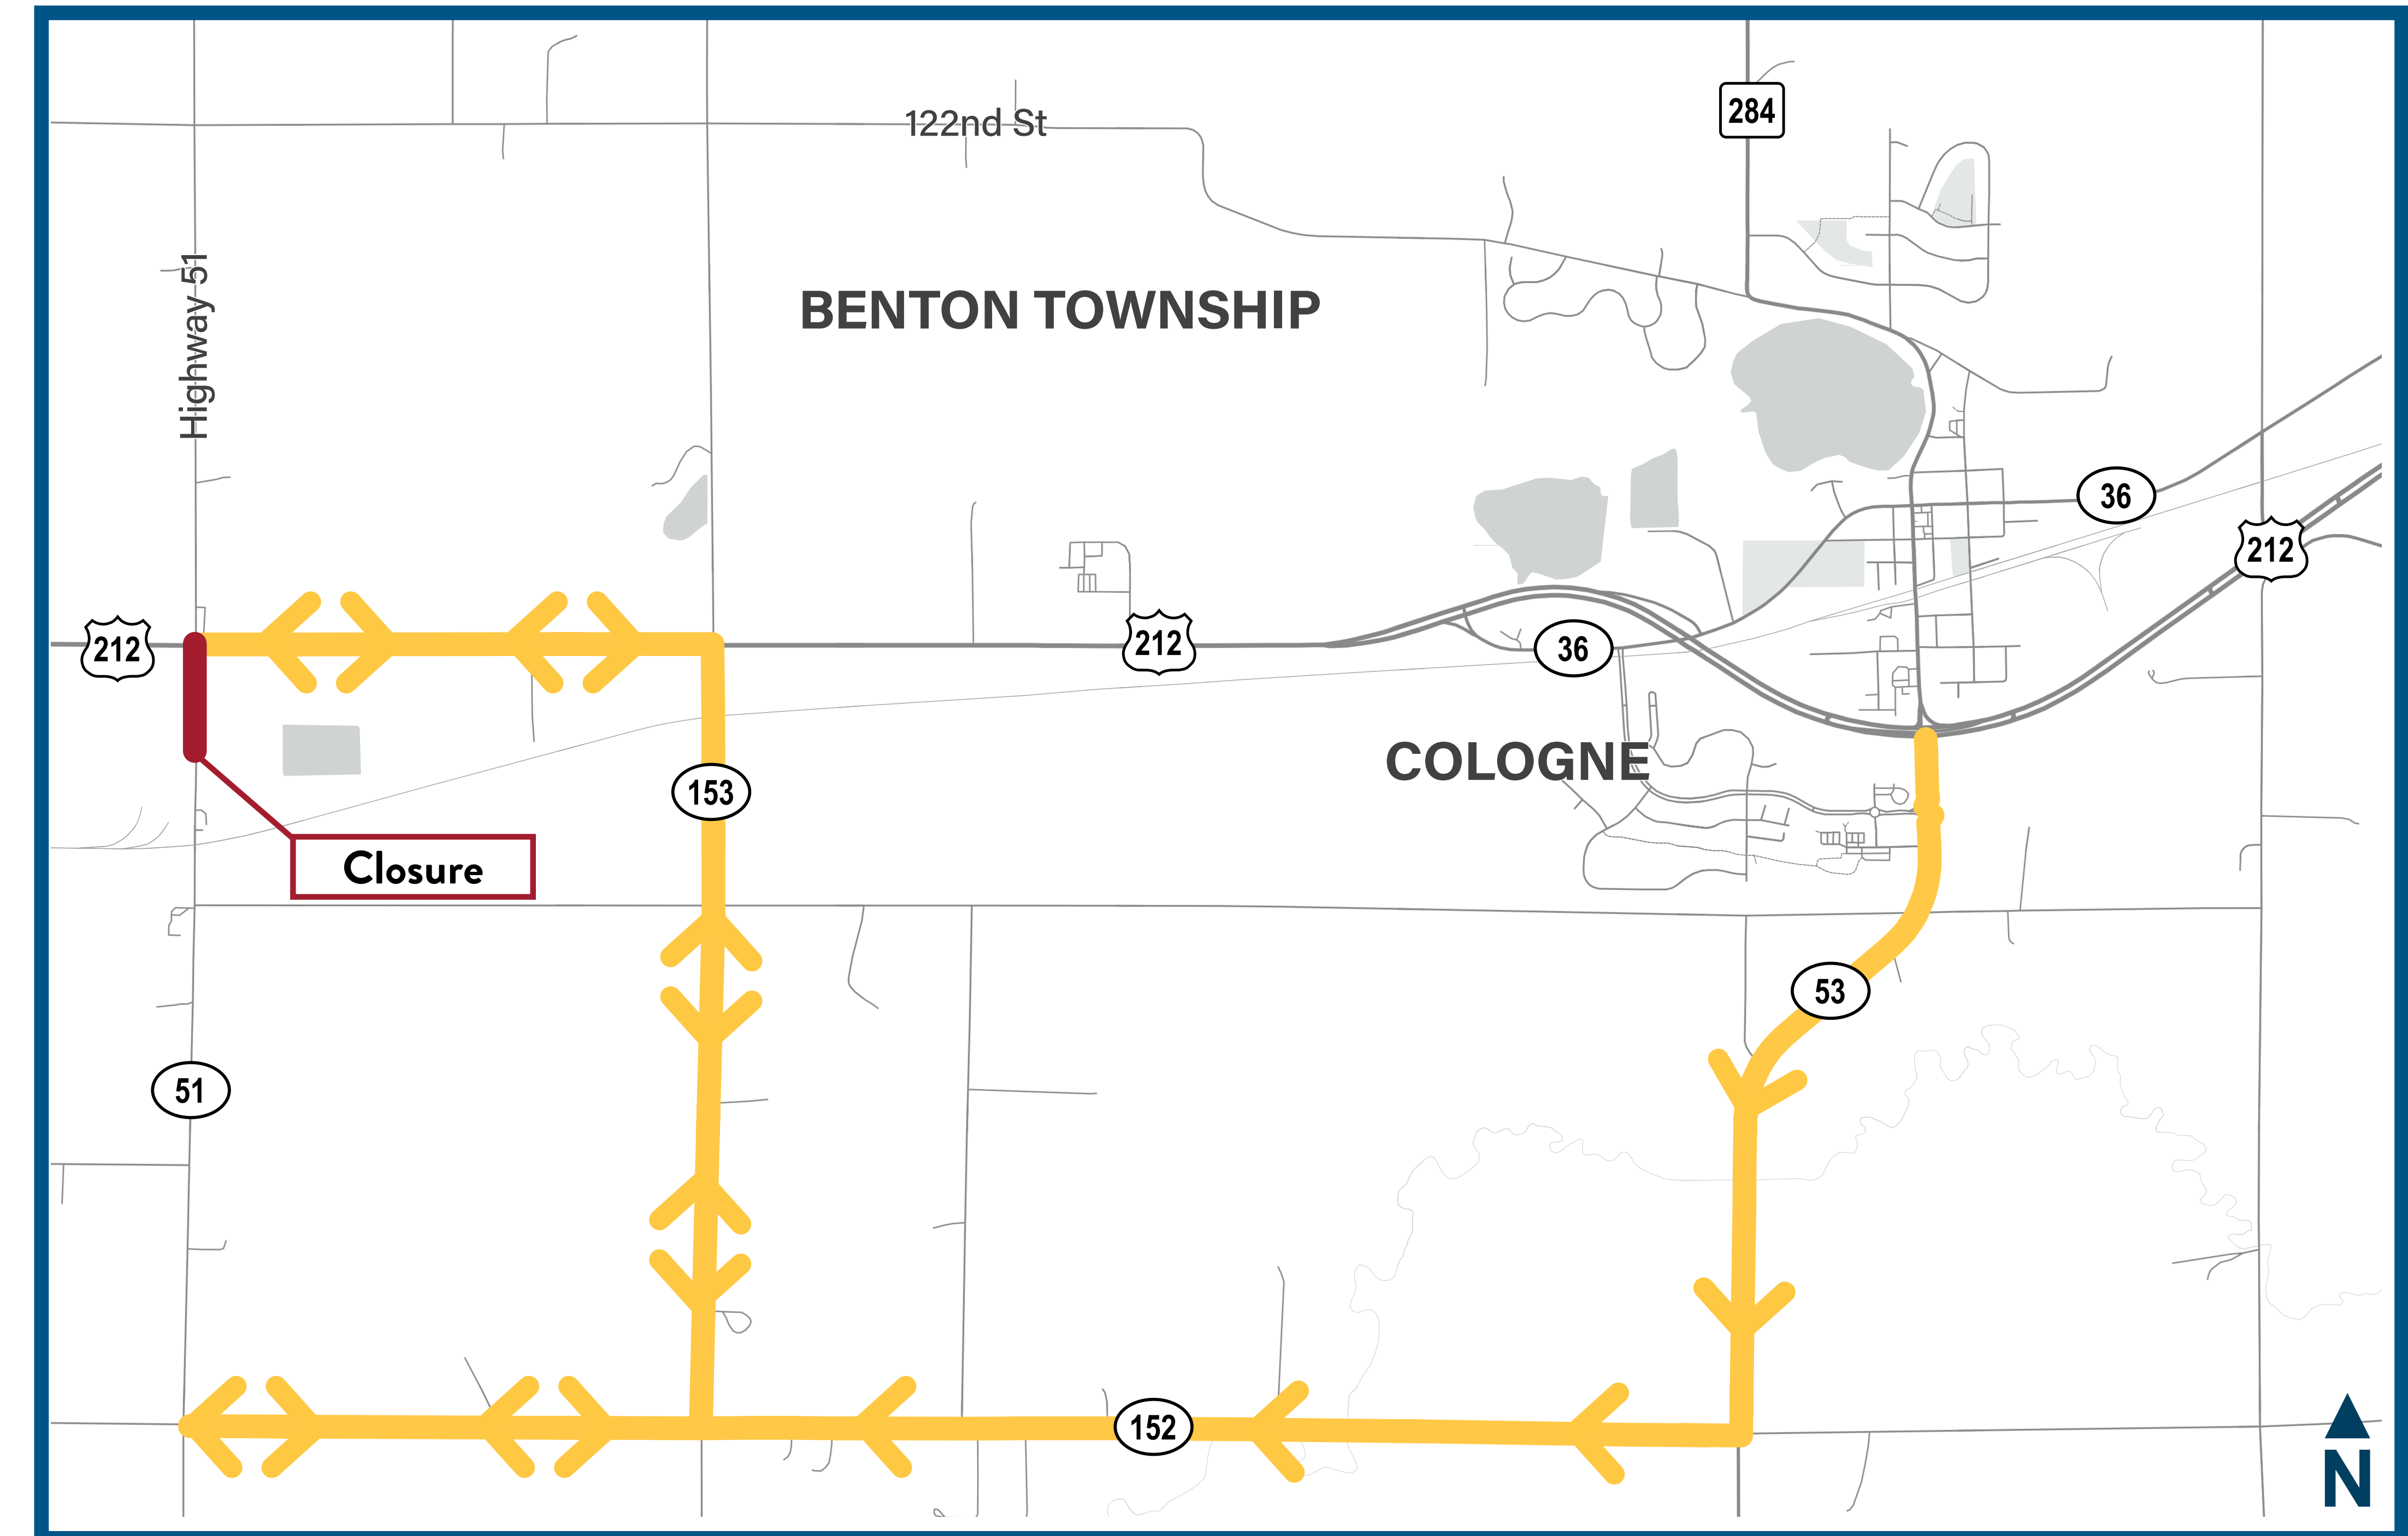 284
122nd St
Highway 51
BENTON TOWNSHIP
36
212
212
212
36
COLOGNE
153
Closure
53
51
152
N